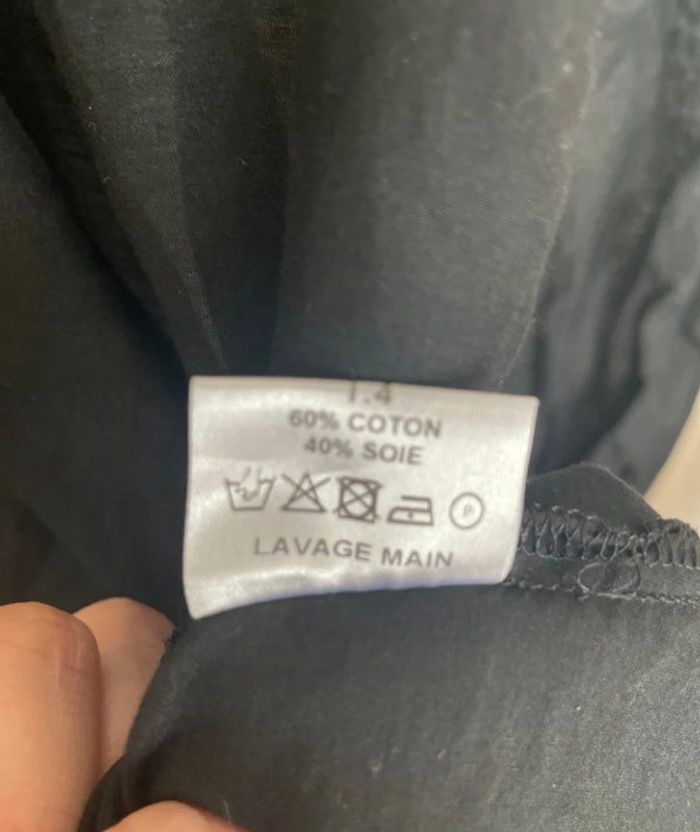 60% COTON
40% SOIE
P
LAVAGE MAIN